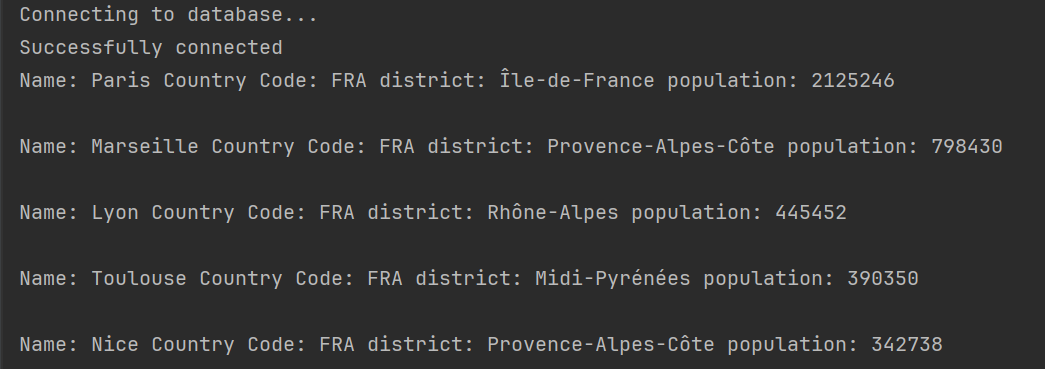 Connecting to database...
Successfully connected
Name: Paris Country Code: FRA district: Île-de-France population: 2125246
Name: Marseille Country Code: FRA district: Provence-Alpes-Côte population: 798430
Name: Lyon Country Code: FRA district: Rhône-Alpes population: 445452
Name: Toulouse Country Code: FRA district: Midi-Pyrénées population: 390350
Name: Nice Country Code: FRA district: Provence-Alpes-Côte population: 342738